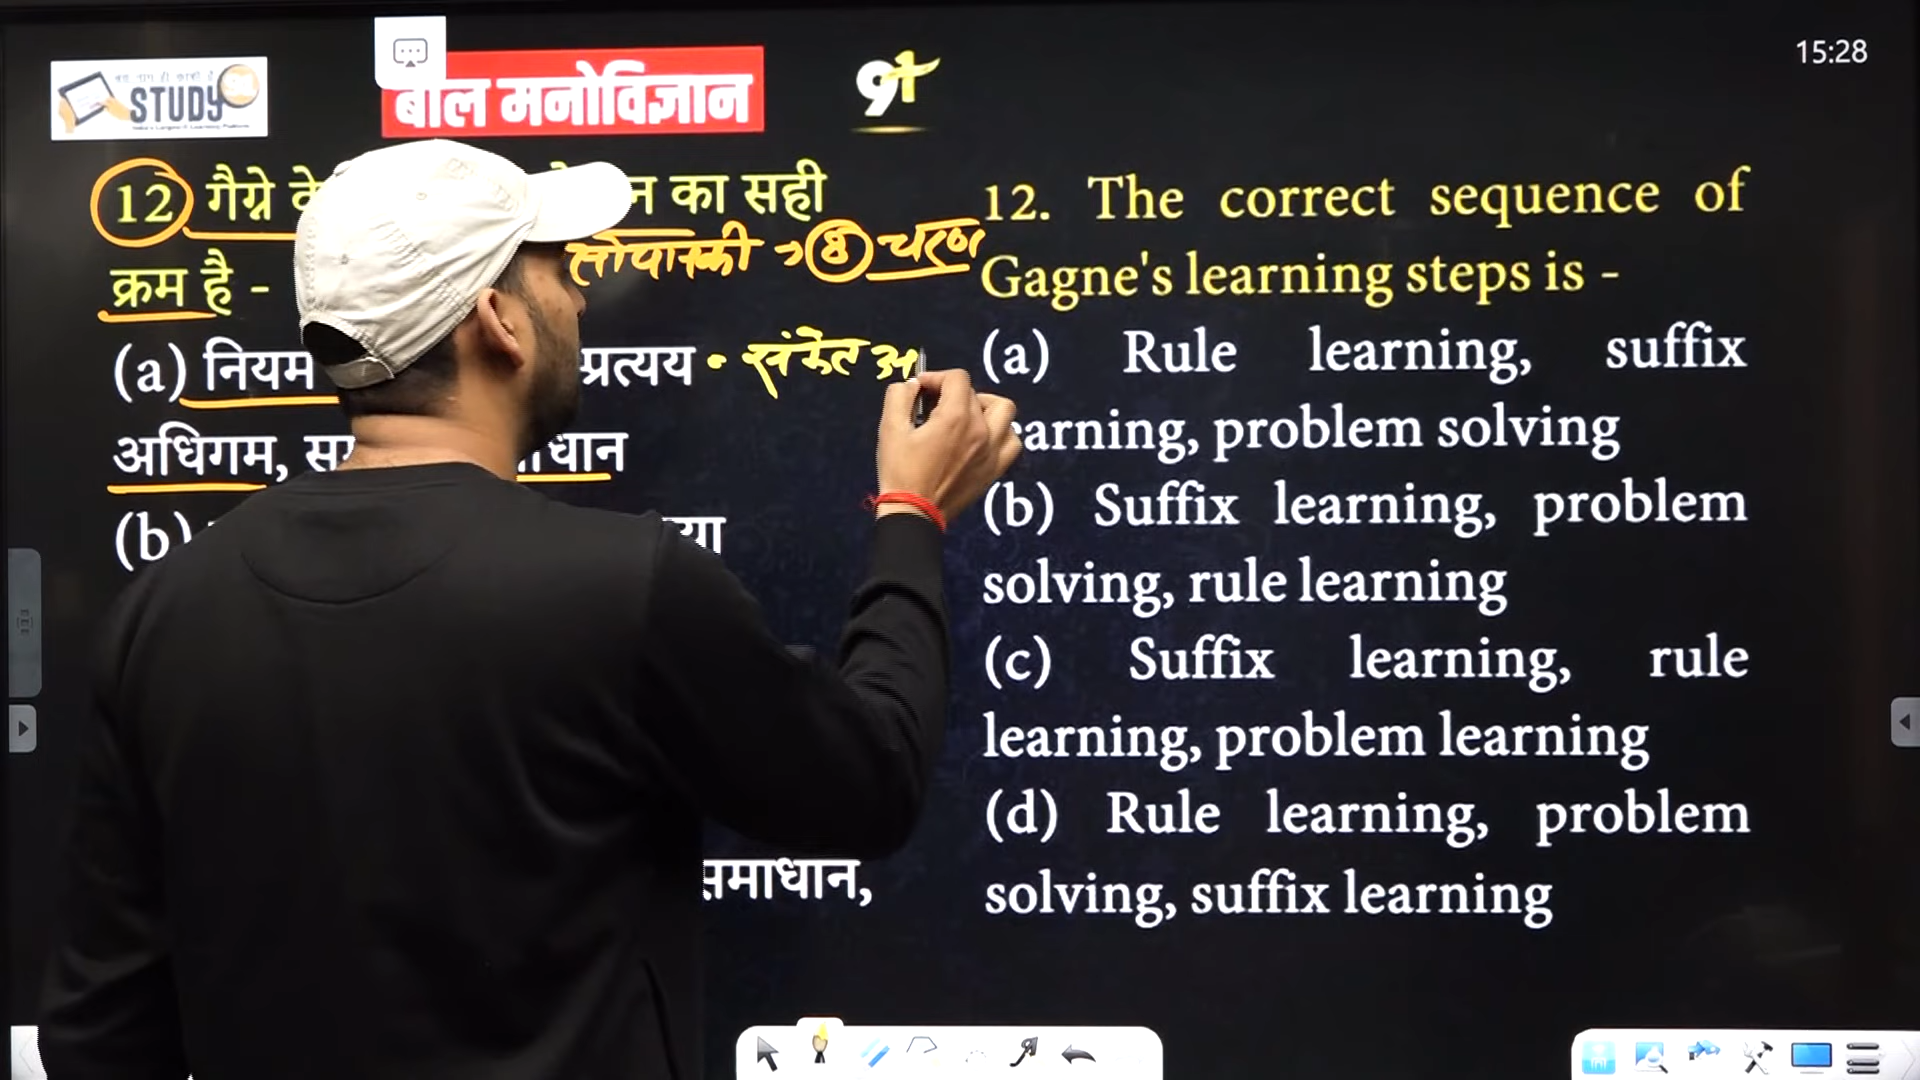 15:28
STUDY
बाल मनोविज्ञान
9
12 गैग्ने का सही
क्रम है -
सोपानकी → 8 चरण
(a) नियम प्रत्यय • संकेत अ
अधिगम,
(b)
समाधान,
12. The correct sequence of
Gagne's learning steps is -
(a) Rule learning, suffix
learning, problem solving
(b) Suffix learning, problem
solving, rule learning
(c) Suffix learning, rule
learning, problem learning
(d) Rule learning, problem
solving, suffix learning